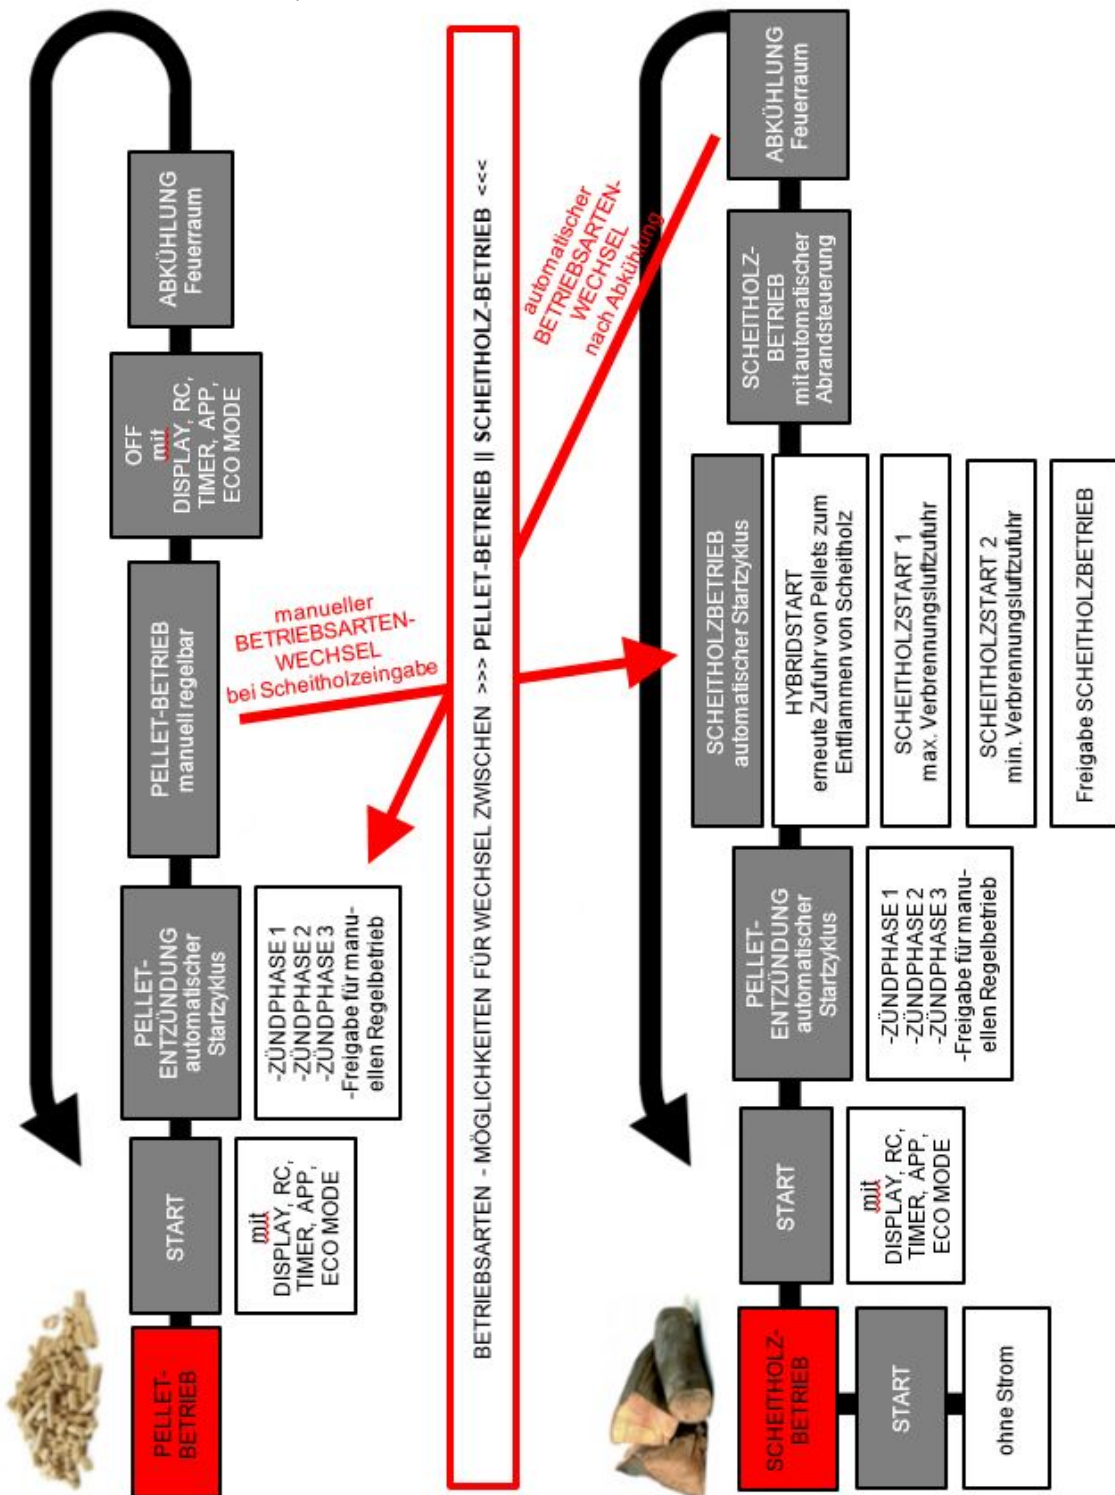 PELLET-
BETRIEB
START
mit
DISPLAY, RC,
TIMER, APP,
ECO MODE
PELLET-
ENTZÜNDUNG
automatischer
Startzyklus
-ZÜNDPHASE 1
-ZÜNDPHASE 2
-ZÜNDPHASE 3
-Freigabe für manu-
ellen Regelbetrieb
PELLET-BETRIEB
manuell regelbar
OFF
mit
DISPLAY, RC,
TIMER, APP,
ECO MODE
ABKÜHLUNG
Feuerraum
manueller
BETRIEBSARTEN-
WECHSEL
bei Scheitholzeingabe
BETRIEBSARTEN - MÖGLICHKEITEN FÜR WECHSEL ZWISCHEN >>> PELLET-BETRIEB || SCHEITHOLZ-BETRIEB <<<
automatischer
BETRIEBSARTEN-
WECHSEL
nach Abkühlung
SCHEITHOLZ-
BETRIEB
START
ohne Strom
START
mit
DISPLAY, RC,
TIMER, APP,
ECO MODE
PELLET-
ENTZÜNDUNG
automatischer
Startzyklus
-ZÜNDPHASE 1
-ZÜNDPHASE 2
-ZÜNDPHASE 3
-Freigabe für manu-
ellen Regelbetrieb
SCHEITHOLZBETRIEB
automatischer Startzyklus
HYBRIDSTART
erneute Zufuhr von Pellets zum
Entflammen von Scheitholz
SCHEITHOLZSTART 1
max. Verbrennungsluftzufuhr
SCHEITHOLZSTART 2
min. Verbrennungsluftzufuhr
Freigabe SCHEITHOLZBETRIEB
SCHEITHOLZ-
BETRIEB
mit automatischer
Abrandsteuerung
ABKÜHLUNG
Feuerraum